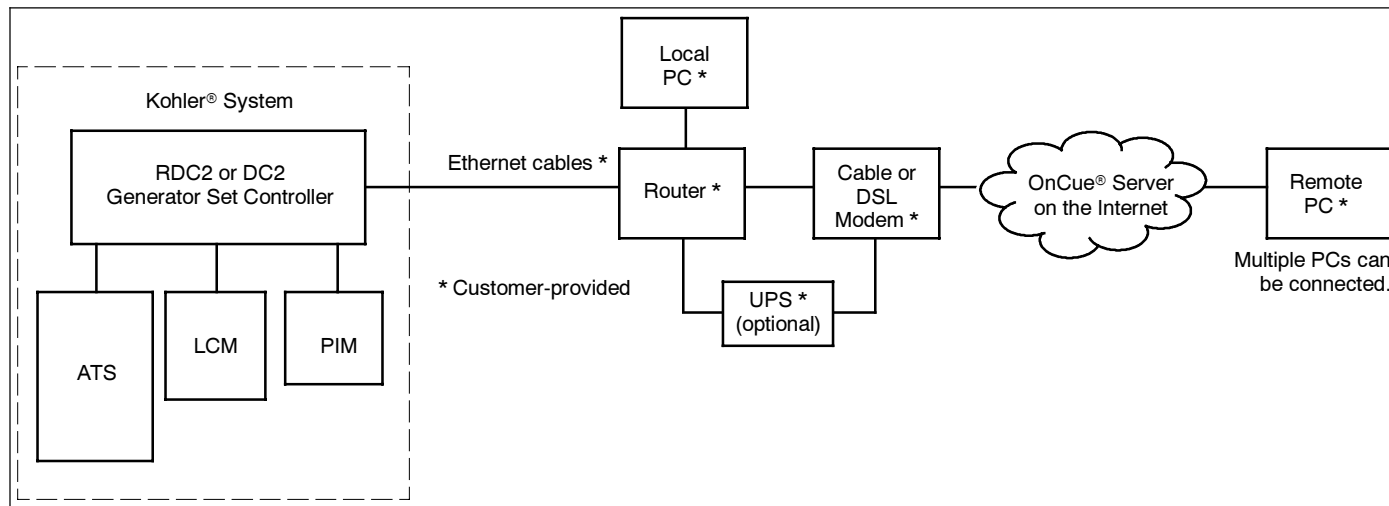 Kohler® System
RDC2 or DC2
Generator Set Controller
ATS
LCM
PIM
Ethernet cables *
* Customer-provided
Local
PC *
Router *
Cable or
DSL
Modem *
UPS *
(optional)
OnCue® Server
on the Internet
Remote
PC *
Multiple PCs can
be connected.